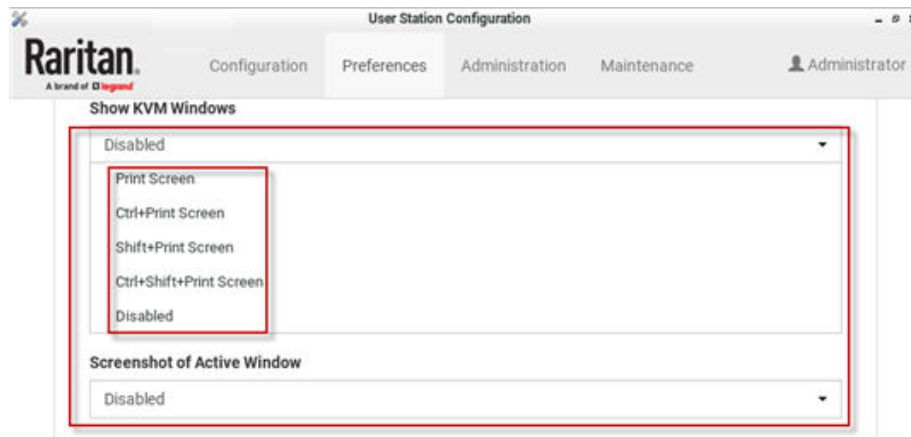 User Station Configuration
Raritan.
A brand of legrand
Configuration Preferences Administration Maintenance Administrator
Show KVM Windows
Disabled
Print Screen
Ctrl+Print Screen
Shift+Print Screen
Ctrl+Shift+Print Screen
Disabled
Screenshot of Active Window
Disabled